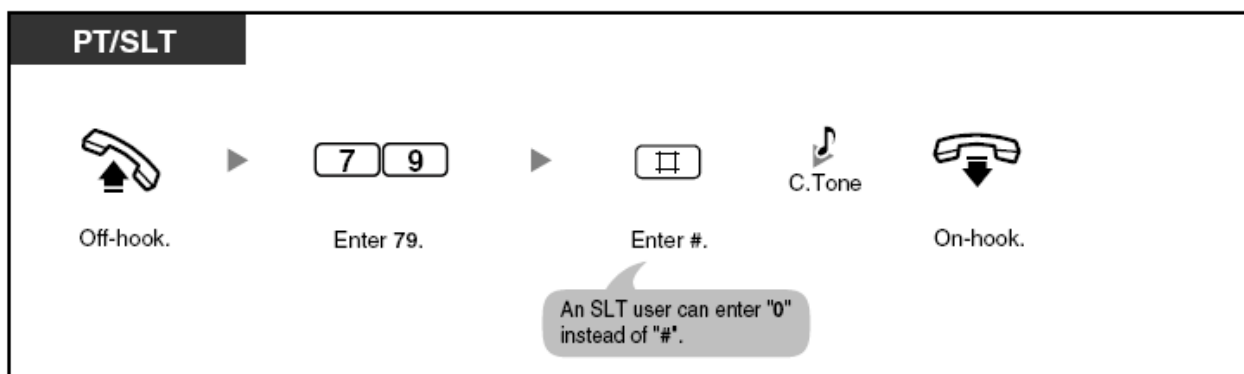 PT/SLT
7 9
#
C.Tone
Off-hook.
Enter 79.
Enter #.
On-hook.
An SLT user can enter "0"
instead of "#".